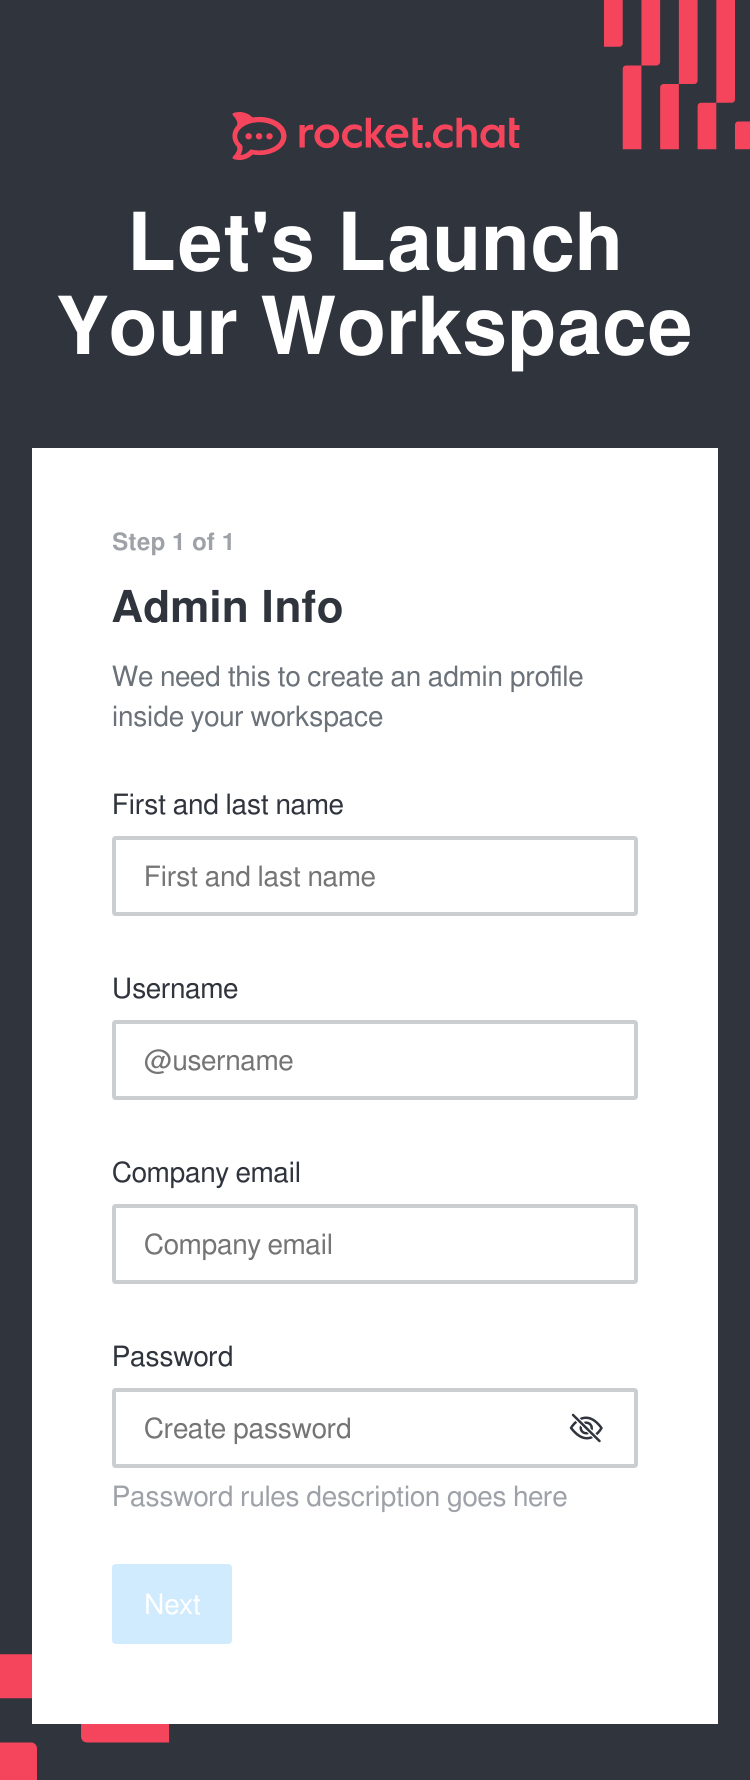 rocket.chat
Let's Launch
Your Workspace
Step 1 of 1
Admin Info
We need this to create an admin profile
inside your workspace
First and last name
First and last name
Username
@username
Company email
Company email
Password
Create password
Password rules description goes here
Next